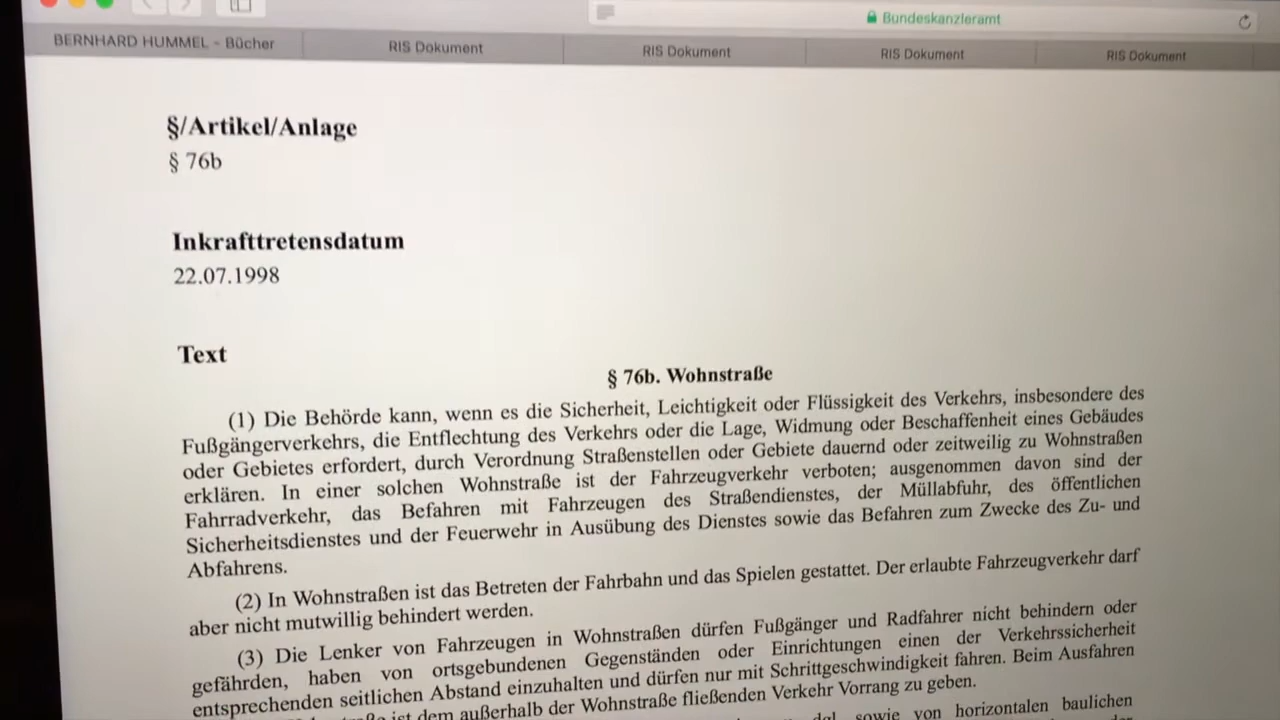 Bundeskanzleramt
BERNHARD HUMMEL - Bücher
RIS Dokument
RIS Dokument
RIS Dokument
RIS Dokument
§/Artikel/Anlage
§ 76b
Inkrafttretensdatum
22.07.1998
Text
§ 76b. Wohnstraße
(1) Die Behörde kann, wenn es die Sicherheit, Leichtigkeit oder Flüssigkeit des Verkehrs, insbesondere des
Fußgängerverkehrs, die Entflechtung des Verkehrs oder die Lage, Widmung oder Beschaffenheit eines Gebäudes
oder Gebietes erfordert, durch Verordnung Straßenstellen oder Gebiete dauernd oder zeitweilig zu Wohnstraßen
erklären. In einer solchen Wohnstraße ist der Fahrzeugverkehr verboten; ausgenommen davon sind der
Fahrradverkehr, das Befahren mit Fahrzeugen des Straßendienstes, der Müllabfuhr, des öffentlichen
Sicherheitsdienstes und der Feuerwehr in Ausübung des Dienstes sowie das Befahren zum Zwecke des Zu- und
Abfahrens.
(2) In Wohnstraßen ist das Betreten der Fahrbahn und das Spielen gestattet. Der erlaubte Fahrzeugverkehr darf
aber nicht mutwillig behindert werden.
(3) Die Lenker von Fahrzeugen in Wohnstraßen dürfen Fußgänger und Radfahrer nicht behindern oder
gefährden, haben von ortsgebundenen Gegenständen oder Einrichtungen einen der Verkehrssicherheit
entsprechenden seitlichen Abstand einzuhalten und dürfen nur mit Schrittgeschwindigkeit fahren. Beim Ausfahren
ist dem außerhalb der Wohnstraße fließenden Verkehr Vorrang zu geben.
sowie von horizontalen baulichen